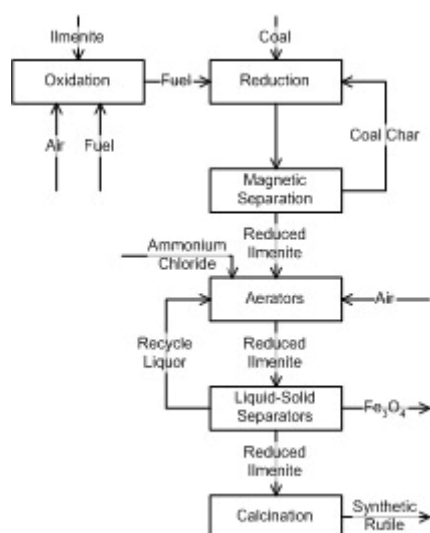 Ilmenite
Coal
Oxidation
Fuel
Reduction
Air
Fuel
Coal Char
Magnetic
Separation
Reduced
Ilmenite
Ammonium
Chloride
Aerators
Air
Recycle
Liquor
Reduced
Ilmenite
Liquid-Solid
Separators
Fe₃O₄
Reduced
Ilmenite
Calcination
Synthetic
Rutile